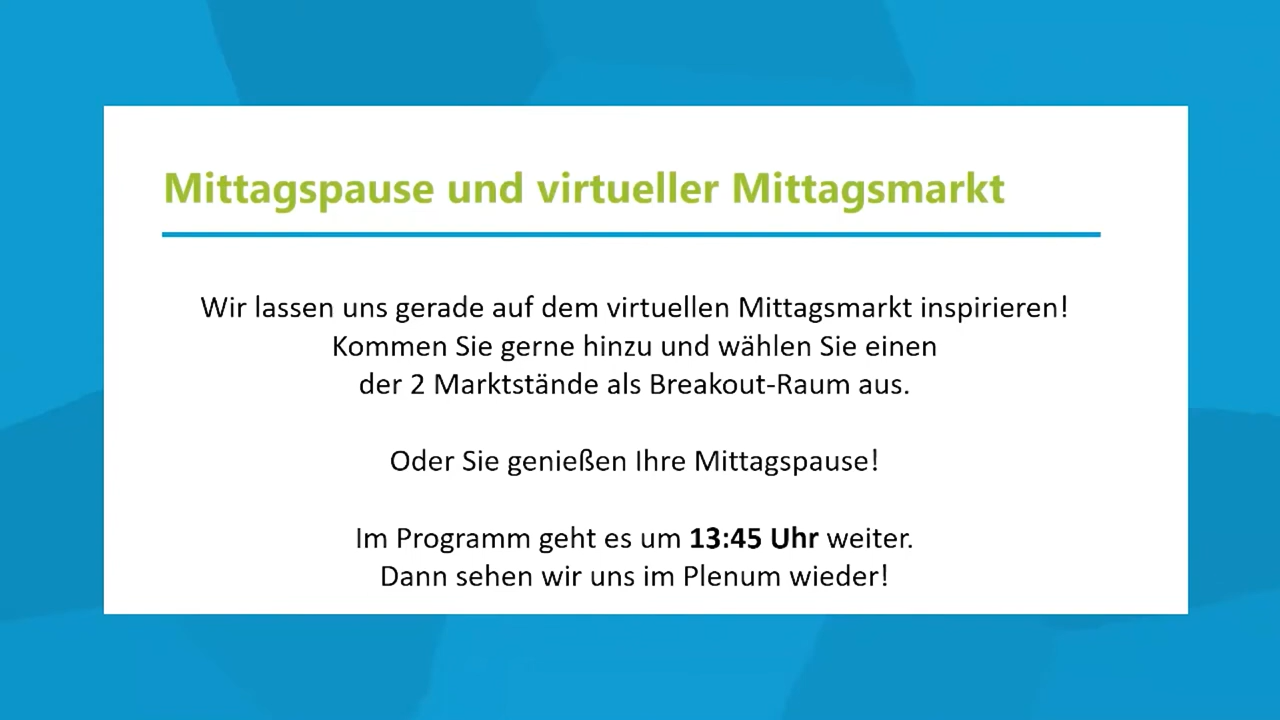 Mittagspause und virtueller Mittagsmarkt
Wir lassen uns gerade auf dem virtuellen Mittagsmarkt inspirieren!
Kommen Sie gerne hinzu und wählen Sie einen
der 2 Marktstände als Breakout-Raum aus.
Oder Sie genießen Ihre Mittagspause!
Im Programm geht es um 13:45 Uhr weiter.
Dann sehen wir uns im Plenum wieder!